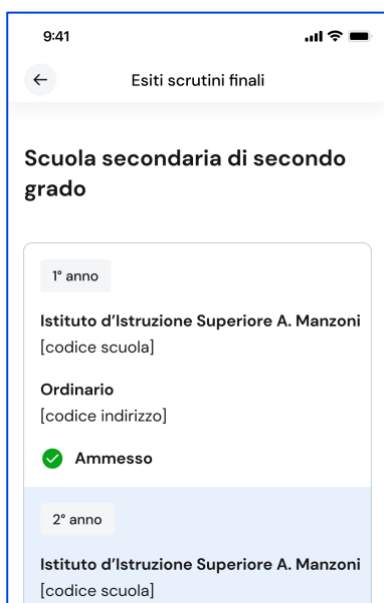 9:41
Esiti scrutini finali
Scuola secondaria di secondo
grado
1° anno
Istituto d'Istruzione Superiore A. Manzoni
[codice scuola]
Ordinario
[codice indirizzo]
Ammesso
2° anno
Istituto d'Istruzione Superiore A. Manzoni
[codice scuola]